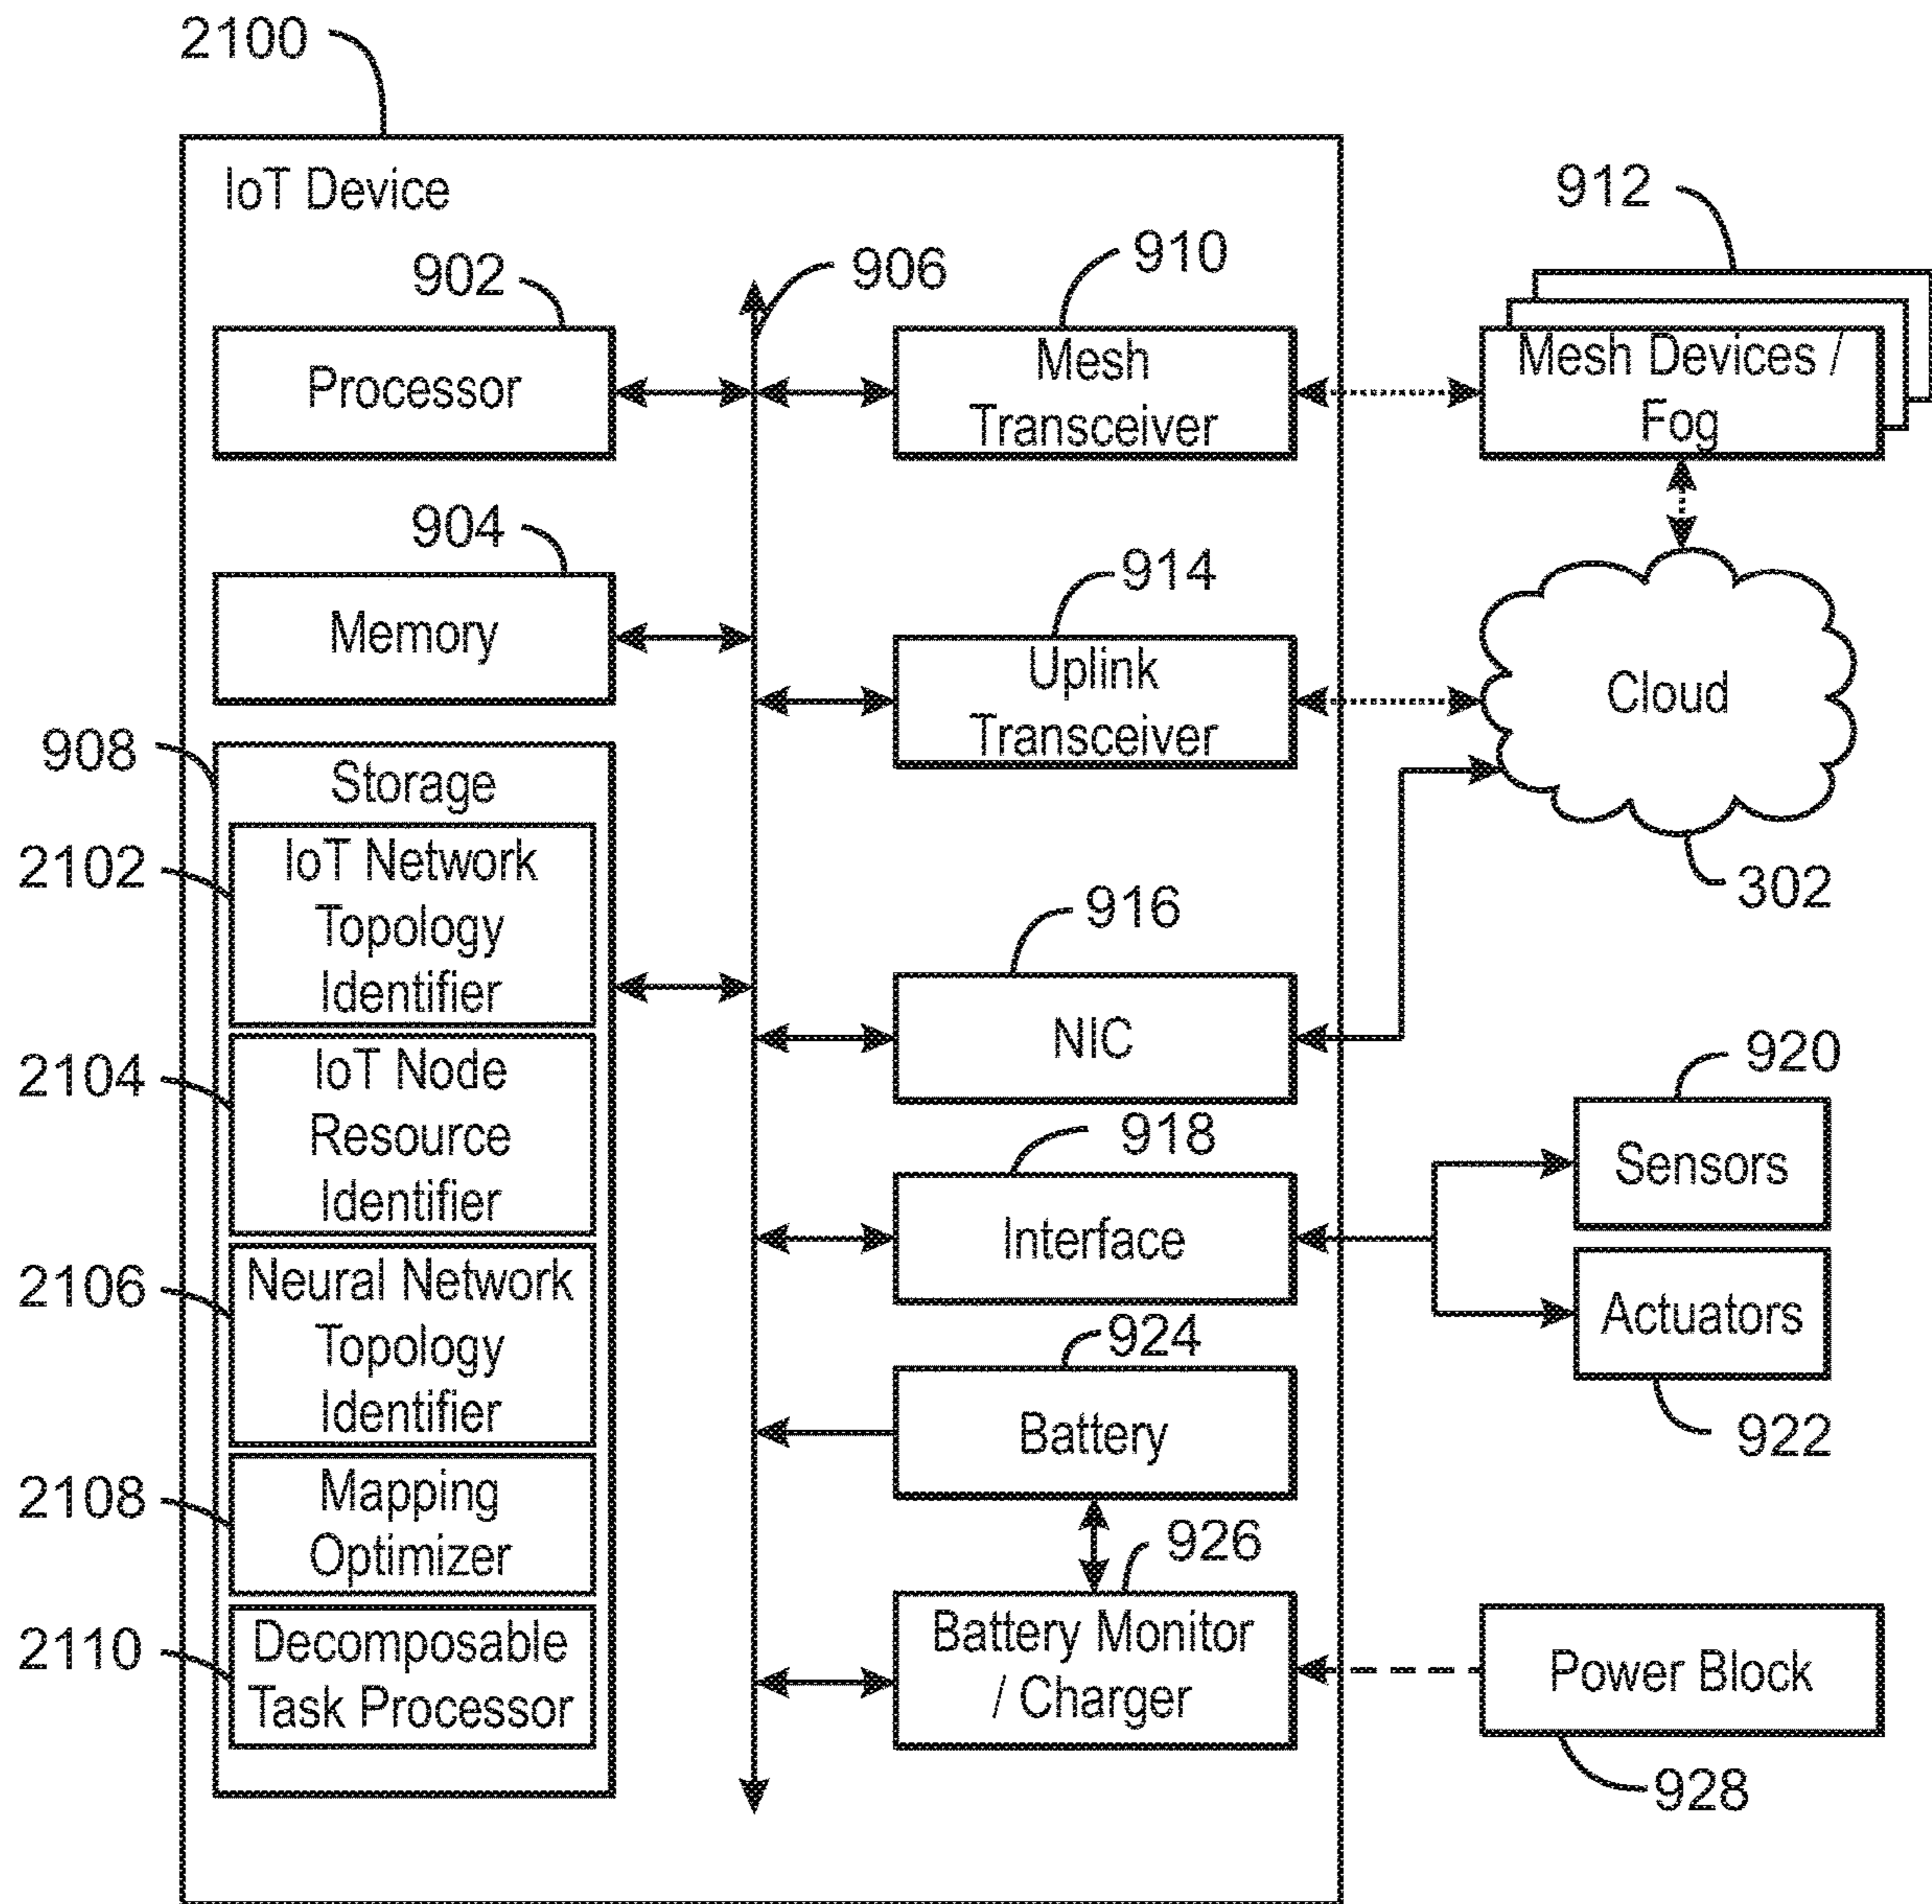 2100
IoT Device
912
910
906
902
Processor
Mesh
Transceiver
Mesh Devices /
Fog
904
Memory
914
Uplink
Transceiver
Cloud
302
908
Storage
2102
IoT Network
Topology
Identifier
916
NIC
2104
IoT Node
Resource
Identifier
918
Interface
920
Sensors
Actuators
922
2106
Neural Network
Topology
Identifier
924
Battery
2108
Mapping
Optimizer
926
Battery Monitor
/ Charger
Power Block
928
2110
Decomposable
Task Processor